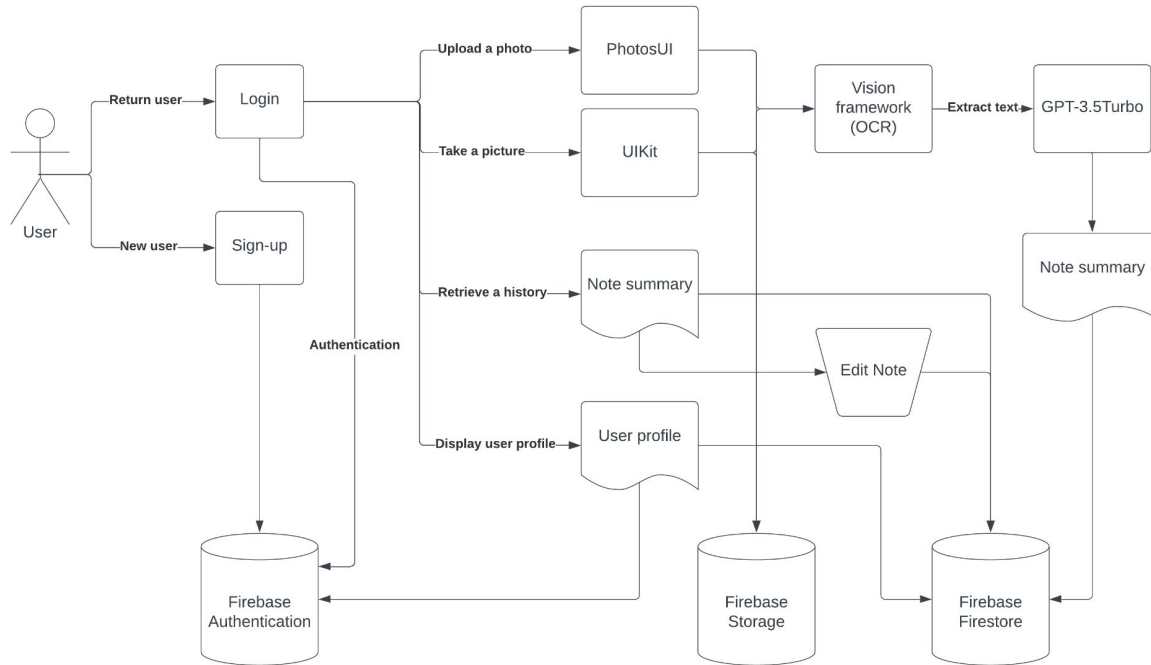 Upload a photo
PhotosUI
Return user
Login
Vision
framework
(OCR)
Extract text
GPT-3.5Turbo
Take a picture
UIKit
User
New user
Sign-up
Note summary
Retrieve a history
Note summary
Authentication
Edit Note
Display user profile
User profile
Firebase
Authentication
Firebase
Storage
Firebase
Firestore